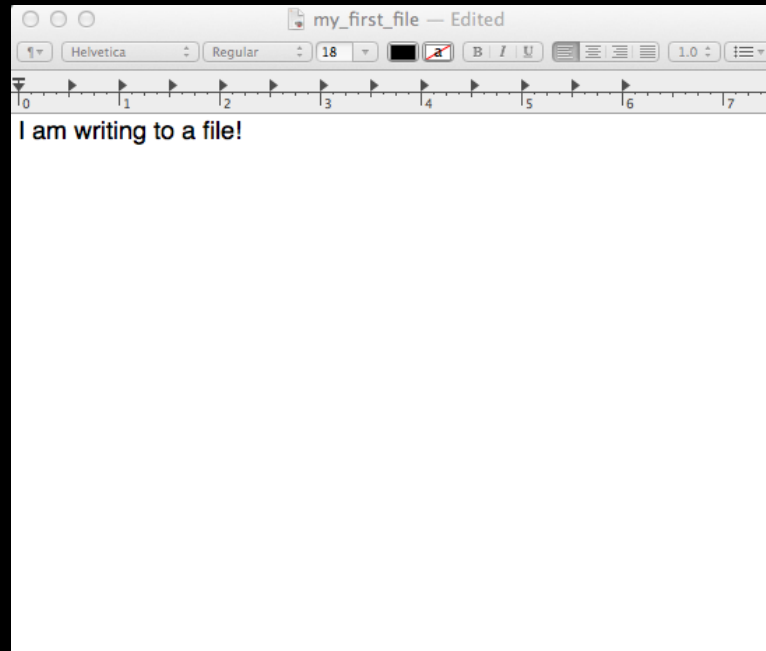 my_first_file — Edited
¶ Helvetica Regular 18 a B I U 1.0
0 1 2 3 4 5 6 7
I am writing to a file!